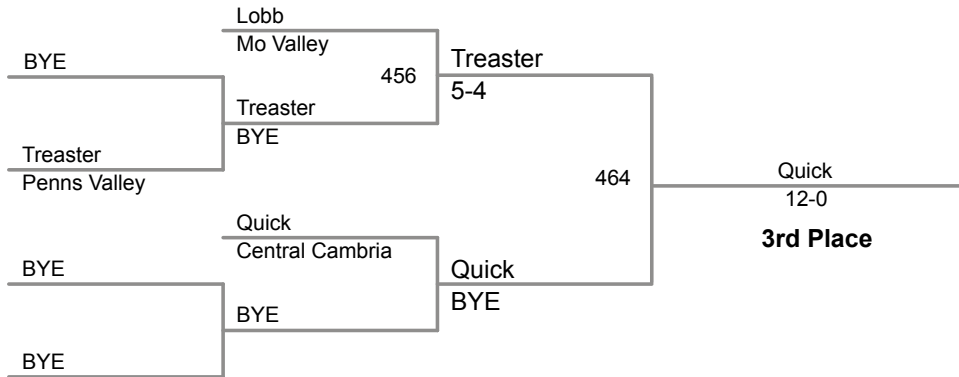 Lobb
Mo Valley
BYE
456
Treaster
5-4
Treaster
BYE
Treaster
Penns Valley
464
Quick
12-0
3rd Place
Quick
Central Cambria
BYE
Quick
BYE
BYE
BYE